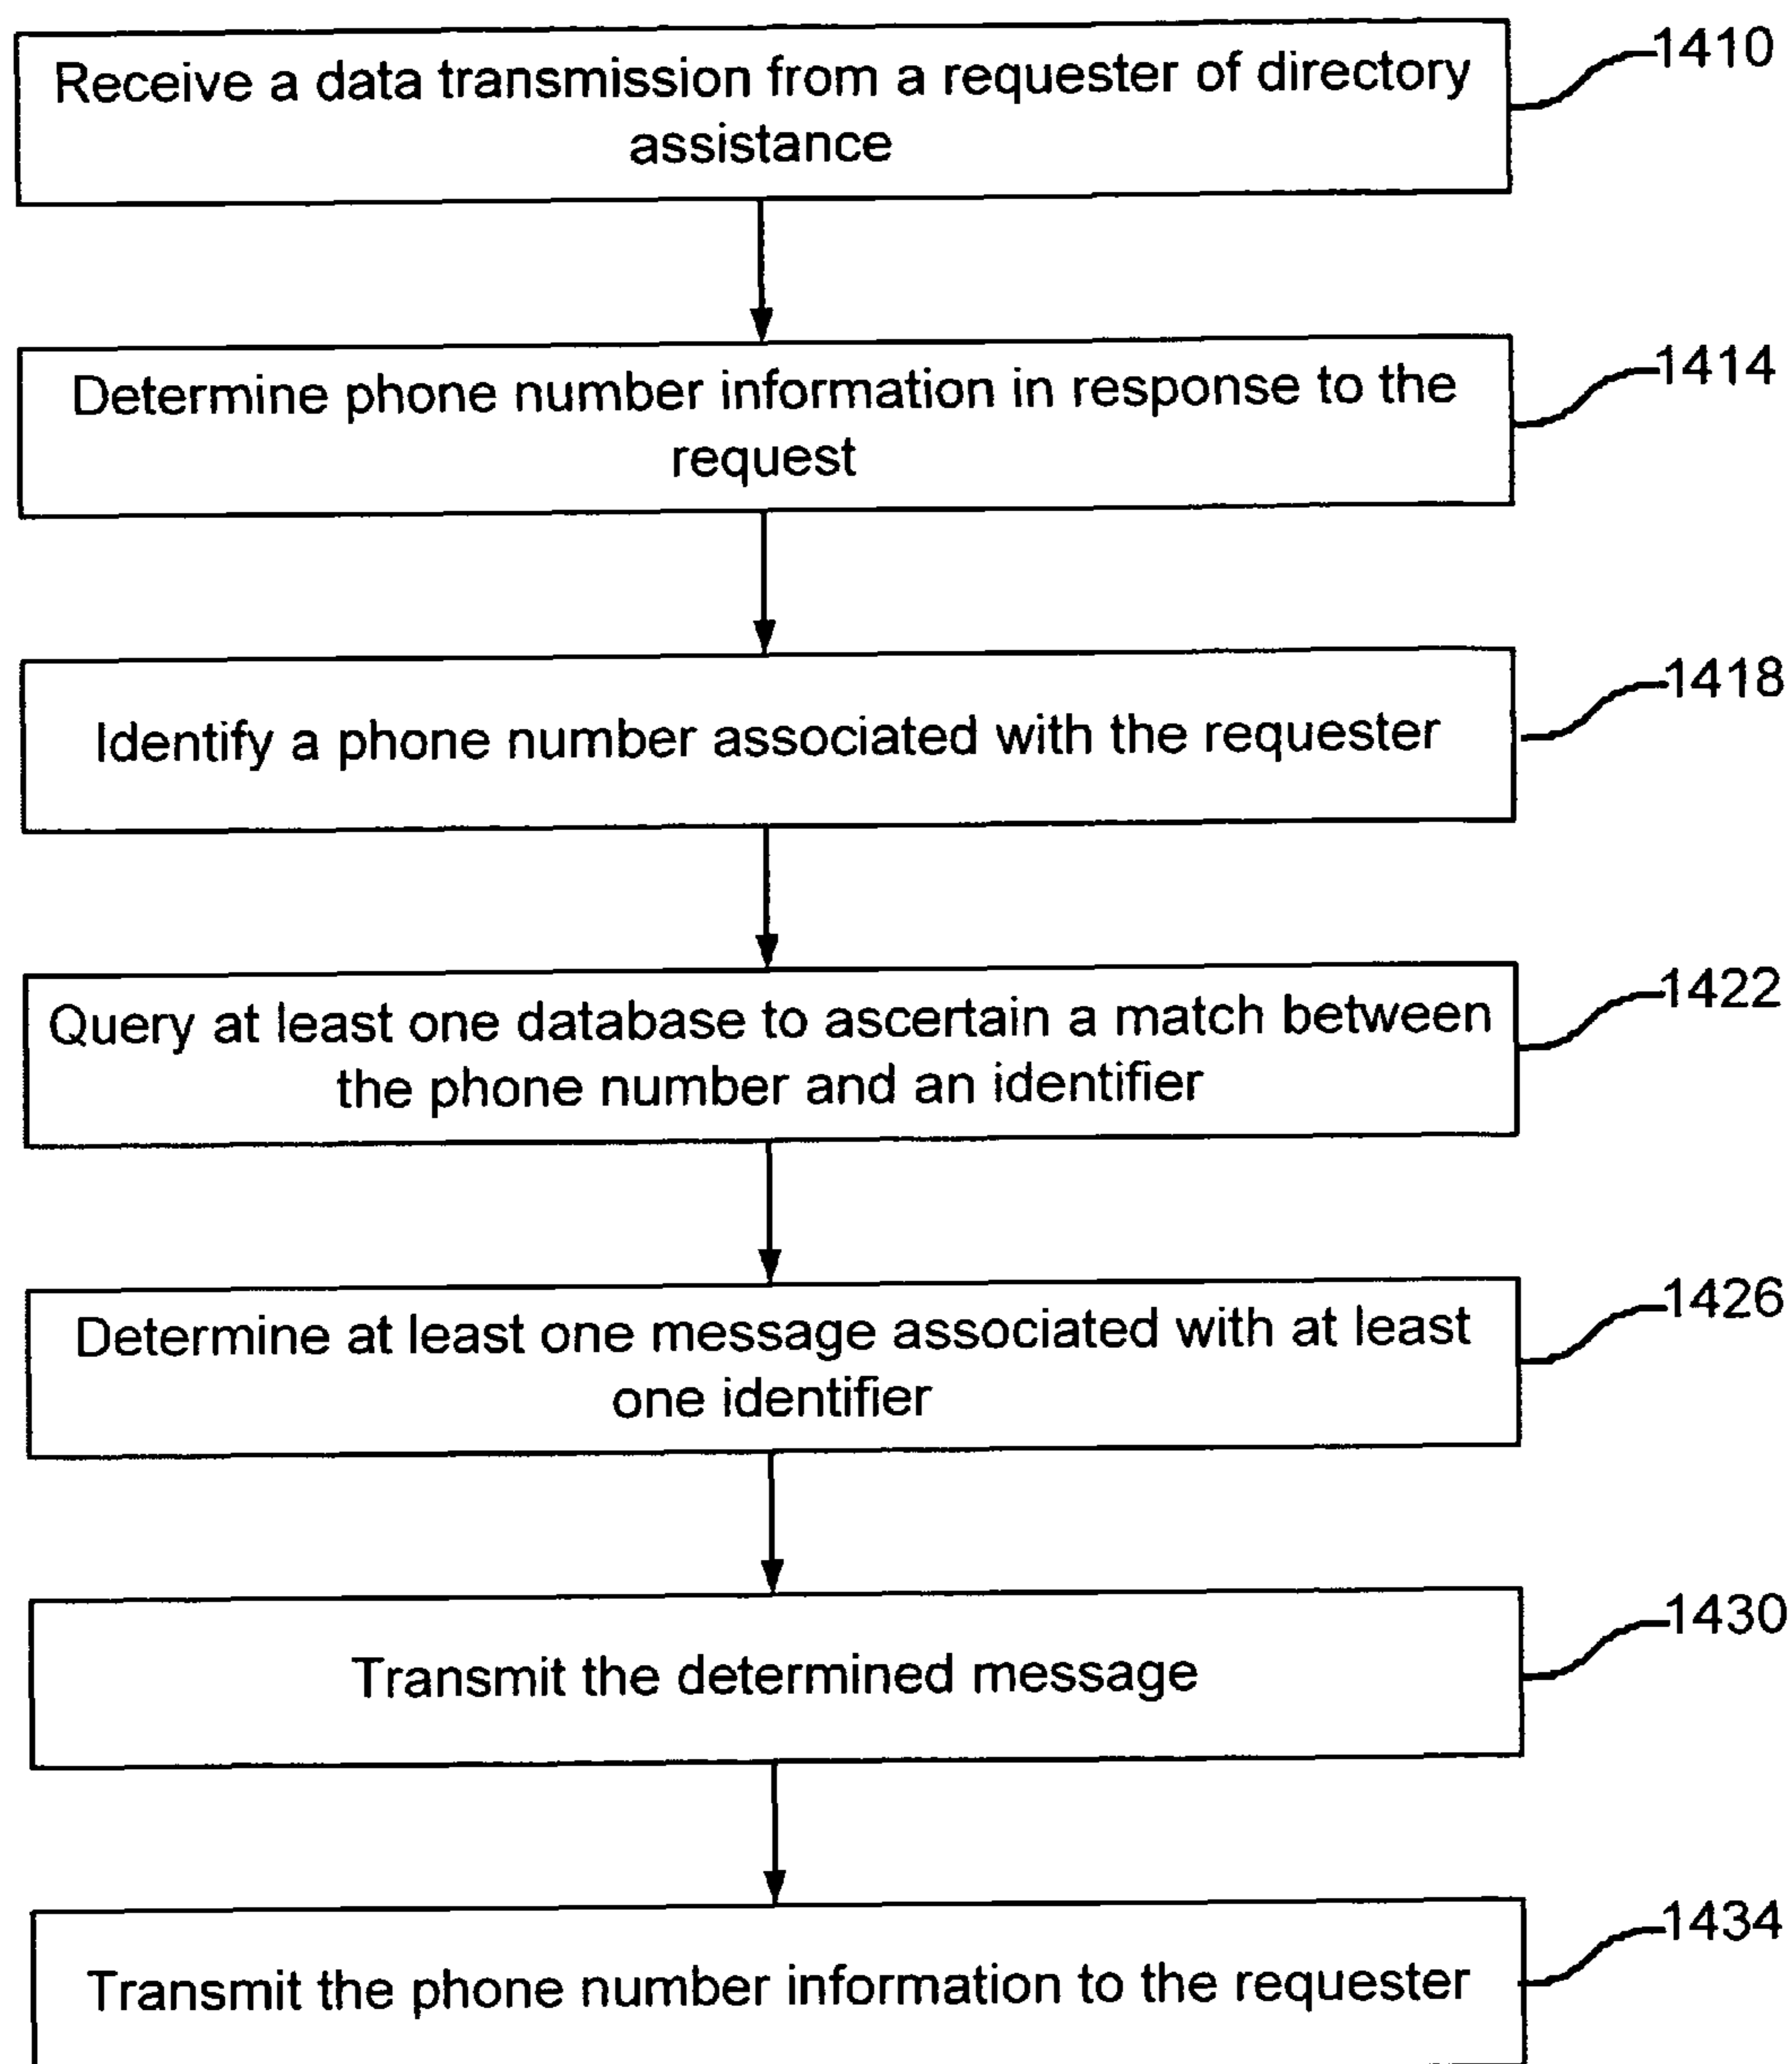 Receive a data transmission from a requester of directory
assistance
1410
Determine phone number information in response to the
request
1414
Identify a phone number associated with the requester
1418
Query at least one database to ascertain a match between
the phone number and an identifier
1422
Determine at least one message associated with at least
one identifier
1426
Transmit the determined message
1430
Transmit the phone number information to the requester
1434